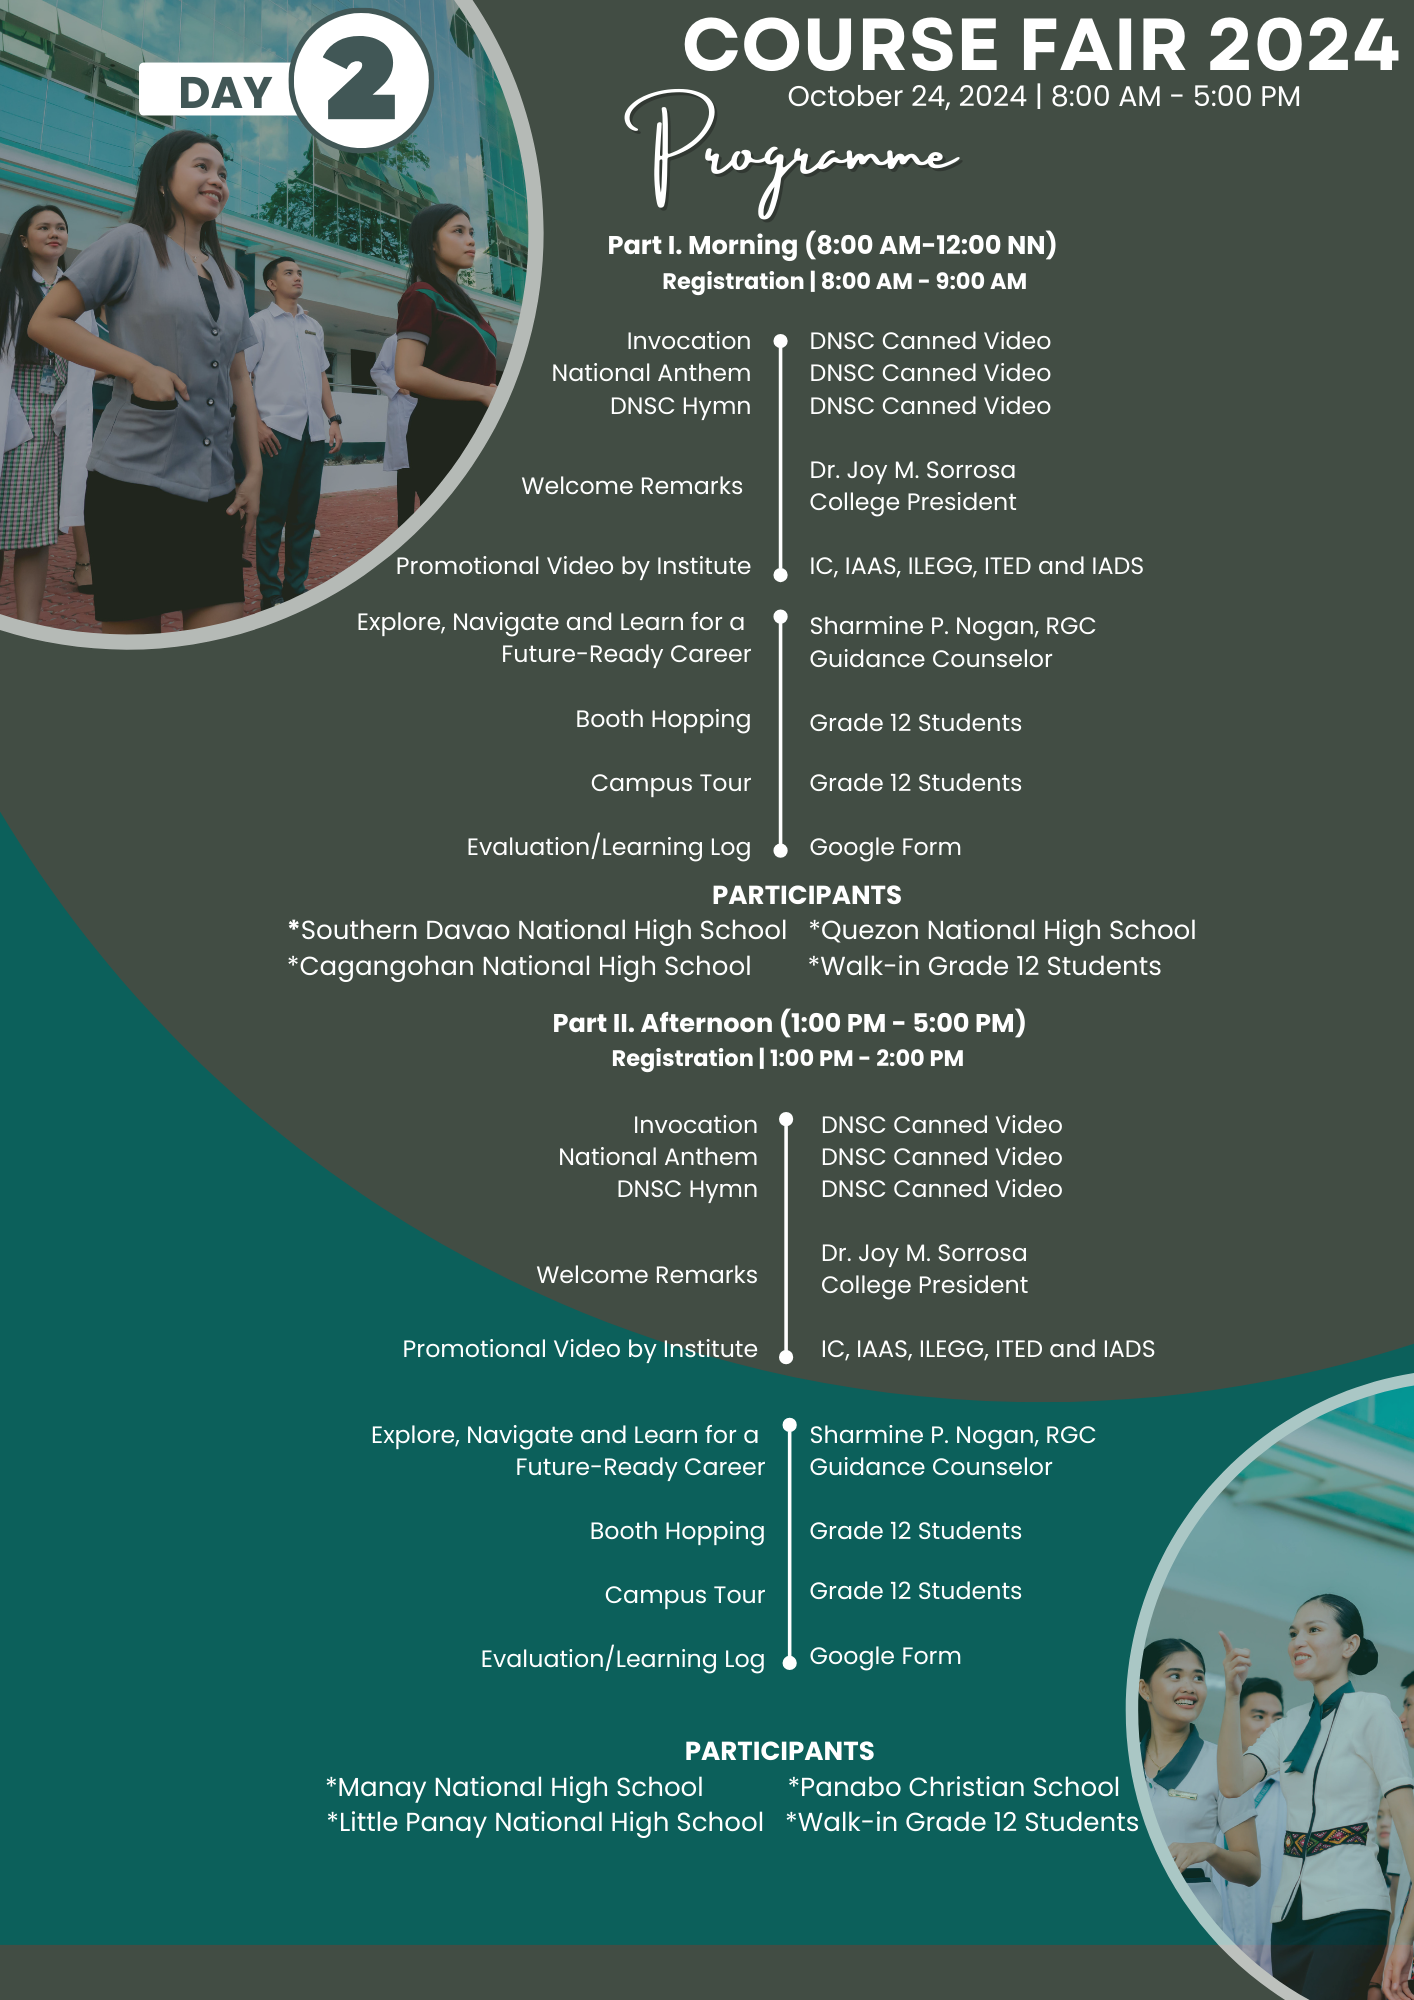 DAY 2
COURSE FAIR 2024
October 24, 2024 | 8:00 AM - 5:00 PM
Programme
Part I. Morning (8:00 AM-12:00 NN)
Registration | 8:00 AM - 9:00 AM
Invocation DNSC Canned Video
National Anthem DNSC Canned Video
DNSC Hymn DNSC Canned Video
Welcome Remarks Dr. Joy M. Sorrosa
College President
Promotional Video by Institute IC, IAAS, ILEGG, ITED and IADS
Explore, Navigate and Learn for a Sharmine P. Nogan, RGC
Future-Ready Career Guidance Counselor
Booth Hopping Grade 12 Students
Campus Tour Grade 12 Students
Evaluation/Learning Log Google Form
PARTICIPANTS
*Southern Davao National High School *Quezon National High School
*Cagangohan National High School *Walk-in Grade 12 Students
Part II. Afternoon (1:00 PM - 5:00 PM)
Registration | 1:00 PM - 2:00 PM
Invocation DNSC Canned Video
National Anthem DNSC Canned Video
DNSC Hymn DNSC Canned Video
Welcome Remarks Dr. Joy M. Sorrosa
College President
Promotional Video by Institute IC, IAAS, ILEGG, ITED and IADS
Explore, Navigate and Learn for a Sharmine P. Nogan, RGC
Future-Ready Career Guidance Counselor
Booth Hopping Grade 12 Students
Campus Tour Grade 12 Students
Evaluation/Learning Log Google Form
PARTICIPANTS
*Manay National High School *Panabo Christian School
*Little Panay National High School *Walk-in Grade 12 Students